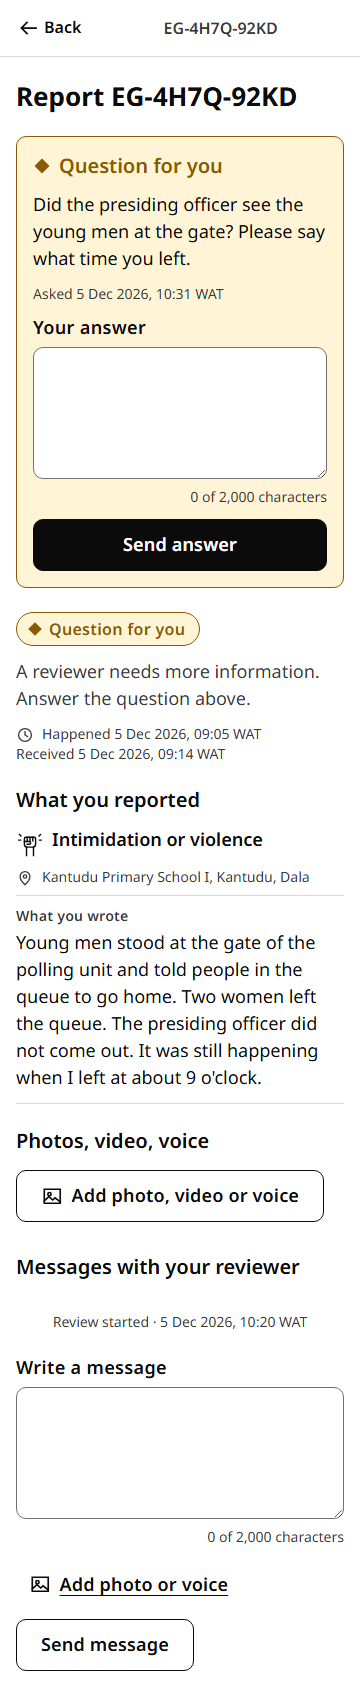 Back
EG-4H7Q-92KD
Report EG-4H7Q-92KD
Question for you
Did the presiding officer see the
young men at the gate? Please say
what time you left.
Asked 5 Dec 2026, 10:31 WAT
Your answer
0 of 2,000 characters
Send answer
Question for you
A reviewer needs more information.
Answer the question above.
Happened 5 Dec 2026, 09:05 WAT
Received 5 Dec 2026, 09:14 WAT
What you reported
Intimidation or violence
Kantudu Primary School I, Kantudu, Dala
What you wrote
Young men stood at the gate of the
polling unit and told people in the
queue to go home. Two women left
the queue. The presiding officer did
not come out. It was still happening
when I left at about 9 o'clock.
Photos, video, voice
Add photo, video or voice
Messages with your reviewer
Review started · 5 Dec 2026, 10:20 WAT
Write a message
0 of 2,000 characters
Add photo or voice
Send message